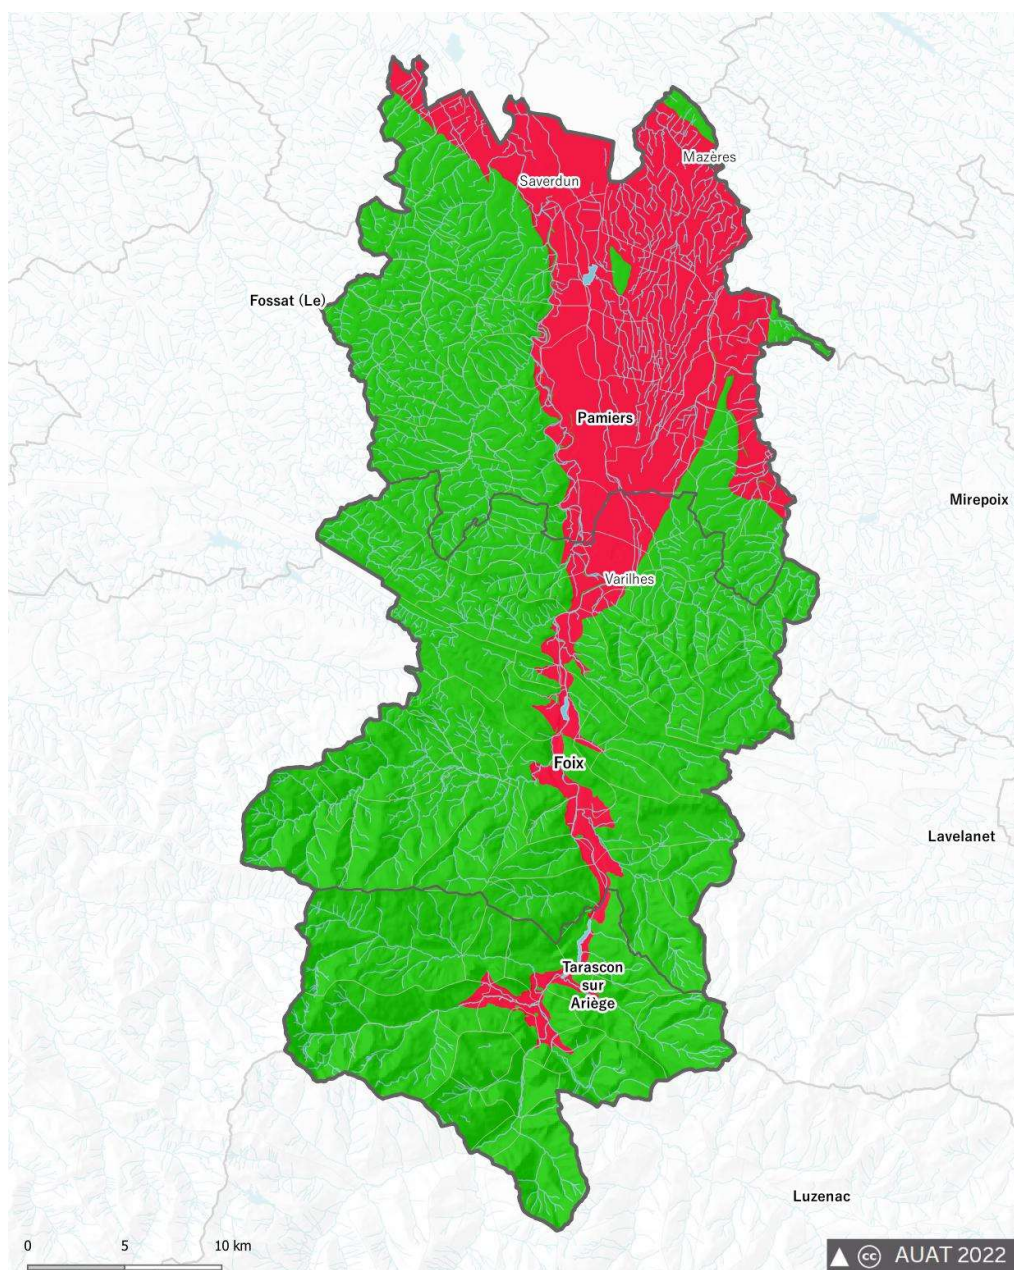 Mazères
Saverdun
Fossat (Le)
Pamiers
Mirepoix
Varilhes
Foix
Lavelanet
Tarascon
sur
Ariège
Luzenac
0 5 10 km
cc AUAT 2022